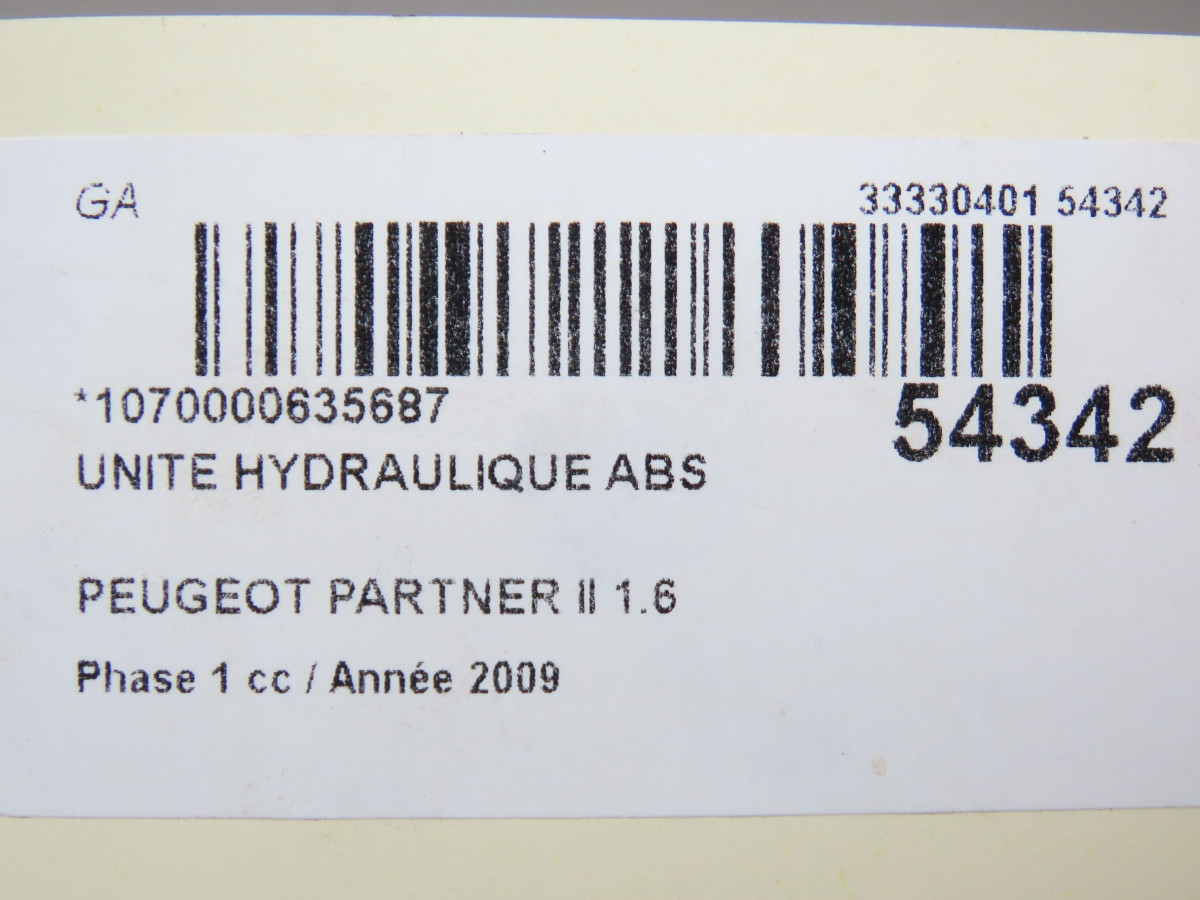 GA 33330401 54342
*1070000635687 54342
UNITE HYDRAULIQUE ABS
PEUGEOT PARTNER II 1.6
Phase 1 cc / Année 2009